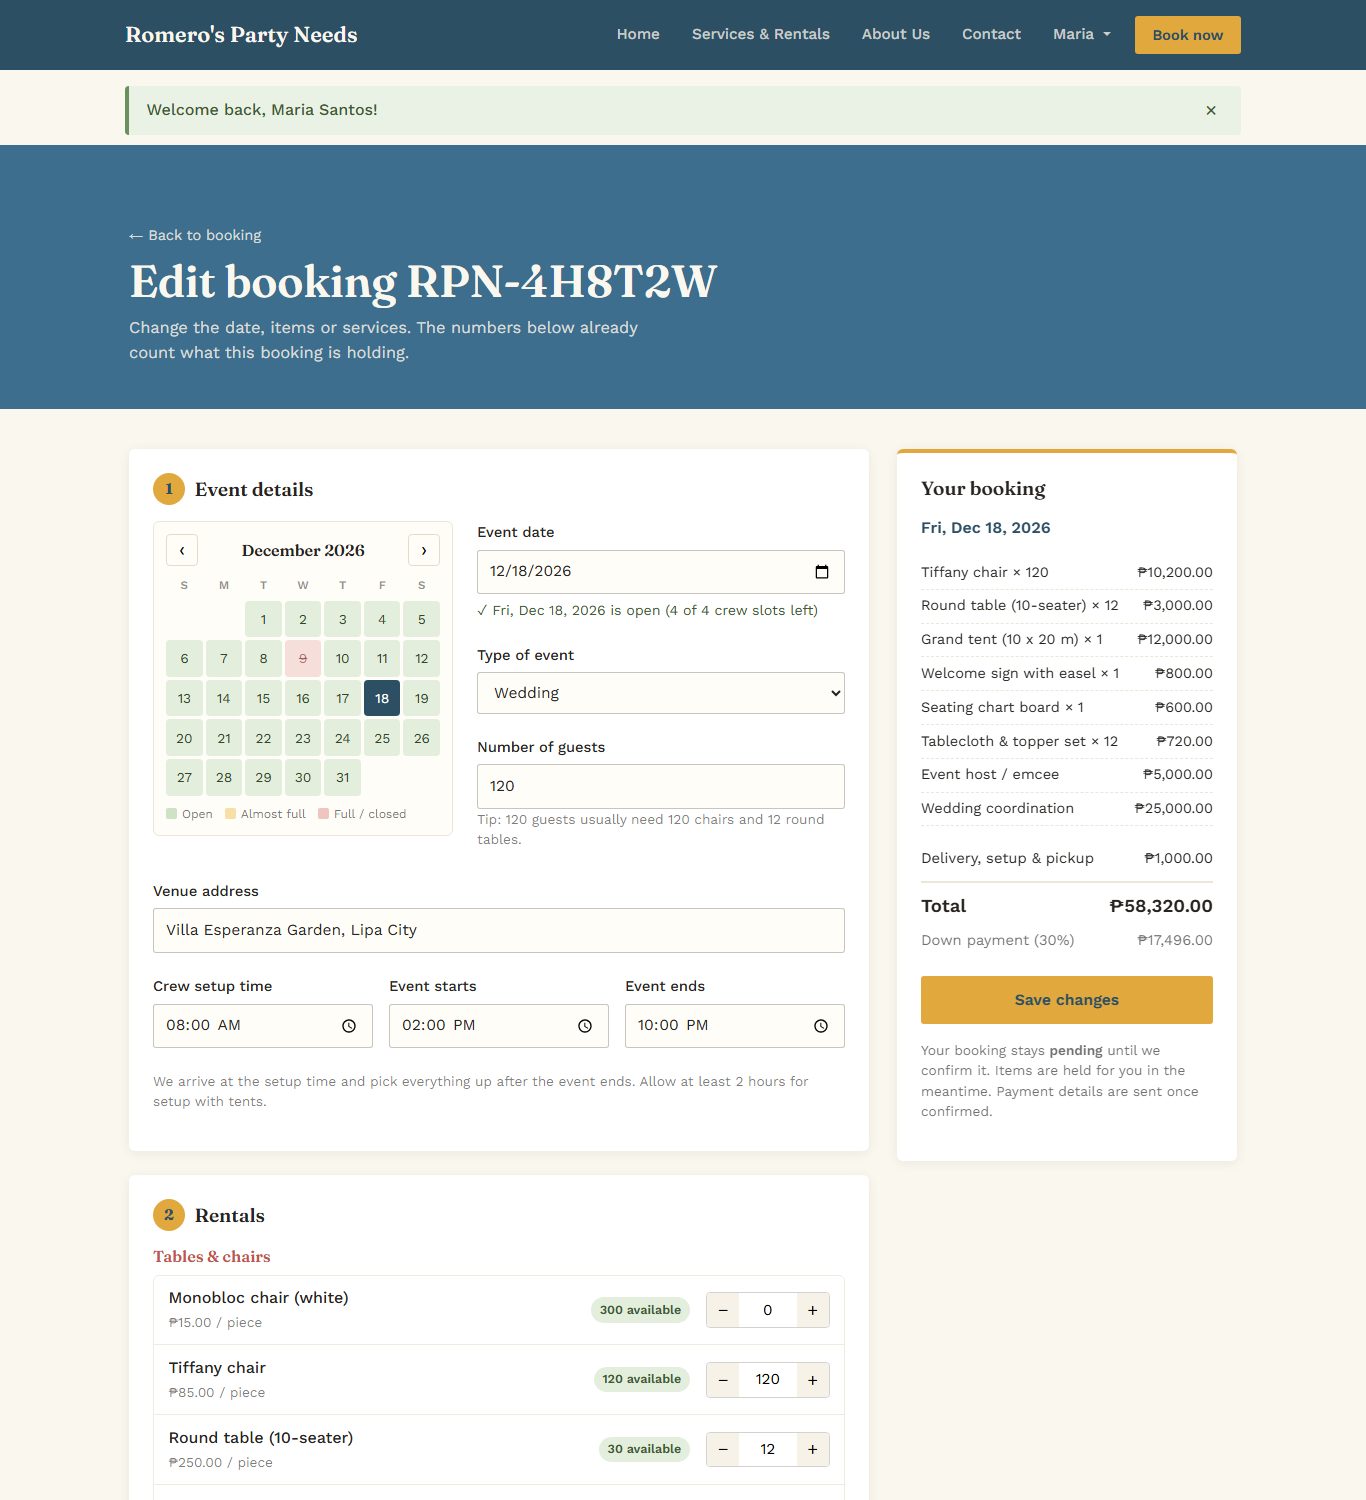 Romero's Party Needs
Home Services & Rentals About Us Contact Maria Book now
Welcome back, Maria Santos! ×
← Back to booking
Edit booking RPN-4H8T2W
Change the date, items or services. The numbers below already
count what this booking is holding.
1 Event details
‹ December 2026 ›
S M T W T F S
1 2 3 4 5
6 7 8 9 10 11 12
13 14 15 16 17 18 19
20 21 22 23 24 25 26
27 28 29 30 31
Open Almost full Full / closed
Event date
12/18/2026
✓ Fri, Dec 18, 2026 is open (4 of 4 crew slots left)
Type of event
Wedding
Number of guests
120
Tip: 120 guests usually need 120 chairs and 12 round
tables.
Venue address
Villa Esperanza Garden, Lipa City
Crew setup time Event starts Event ends
08:00 AM 02:00 PM 10:00 PM
We arrive at the setup time and pick everything up after the event ends. Allow at least 2 hours for
setup with tents.
Your booking
Fri, Dec 18, 2026
Tiffany chair × 120 ₱10,200.00
Round table (10-seater) × 12 ₱3,000.00
Grand tent (10 x 20 m) × 1 ₱12,000.00
Welcome sign with easel × 1 ₱800.00
Seating chart board × 1 ₱600.00
Tablecloth & topper set × 12 ₱720.00
Event host / emcee ₱5,000.00
Wedding coordination ₱25,000.00
Delivery, setup & pickup ₱1,000.00
Total ₱58,320.00
Down payment (30%) ₱17,496.00
Save changes
Your booking stays pending until we
confirm it. Items are held for you in the
meantime. Payment details are sent once
confirmed.
2 Rentals
Tables & chairs
Monobloc chair (white)
₱15.00 / piece
300 available − 0 +
Tiffany chair
₱85.00 / piece
120 available − 120 +
Round table (10-seater)
₱250.00 / piece
30 available − 12 +